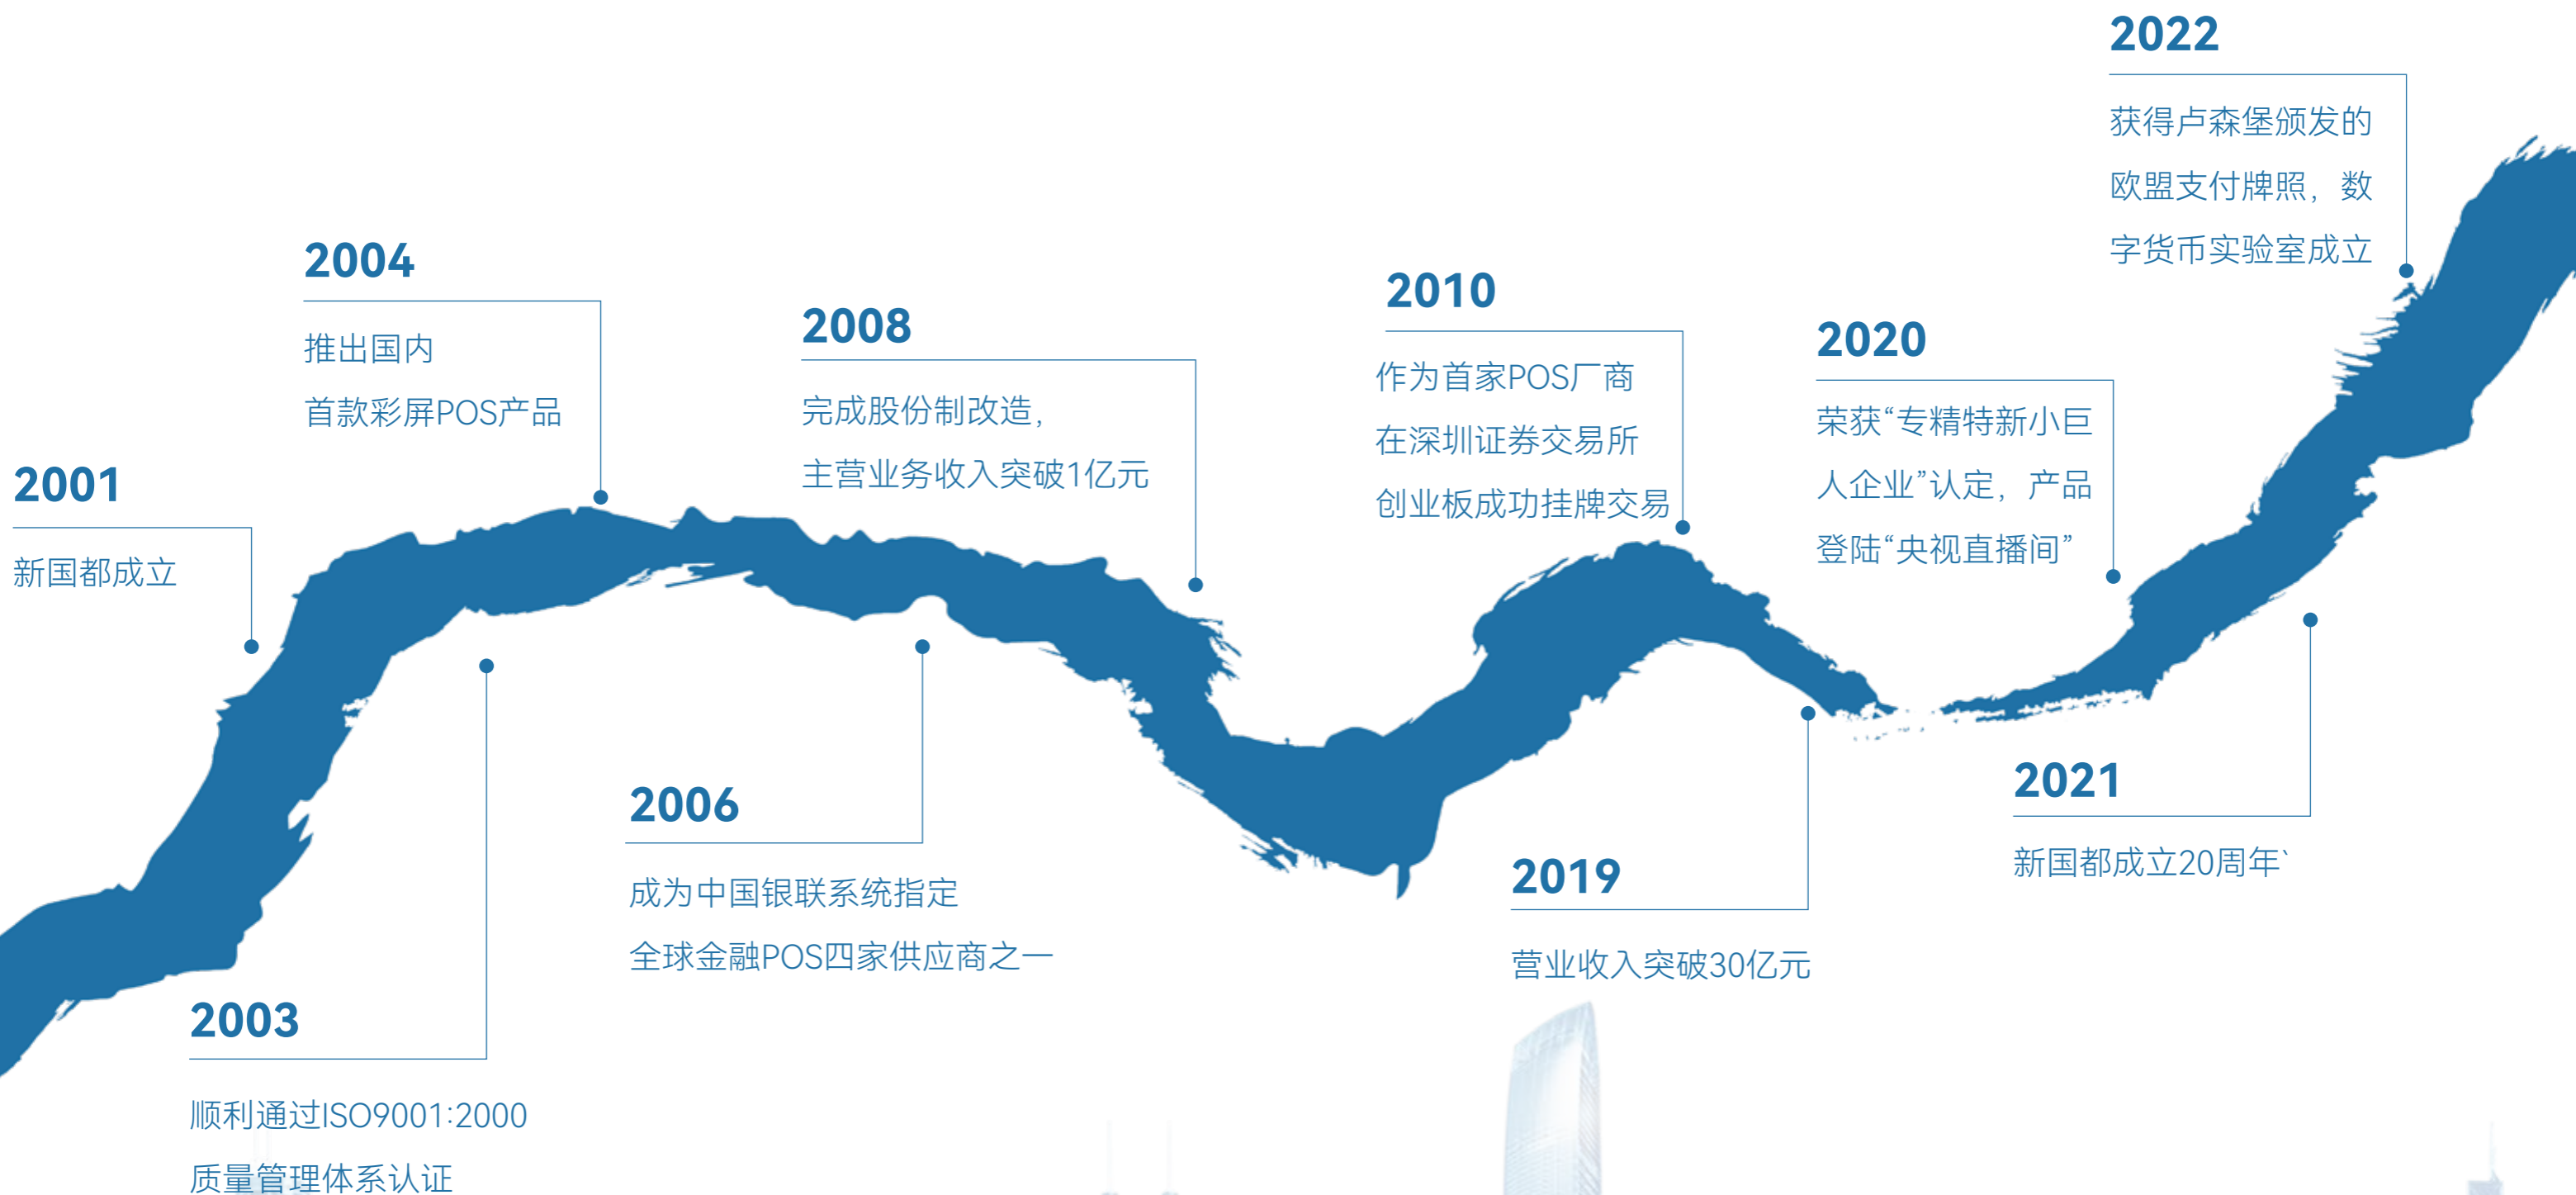 2001
新国都成立
2003
顺利通过ISO9001:2000
质量管理体系认证
2004
推出国内
首款彩屏POS产品
2006
成为中国银联系统指定
全球金融POS四家供应商之一
2008
完成股份制改造，
主营业务收入突破1亿元
2010
作为首家POS厂商
在深圳证券交易所
创业板成功挂牌交易
2019
营业收入突破30亿元
2020
荣获“专精特新小巨
人企业”认定，产品
登陆“央视直播间”
2021
新国都成立20周年`
2022
获得卢森堡颁发的
欧盟支付牌照，数
字货币实验室成立